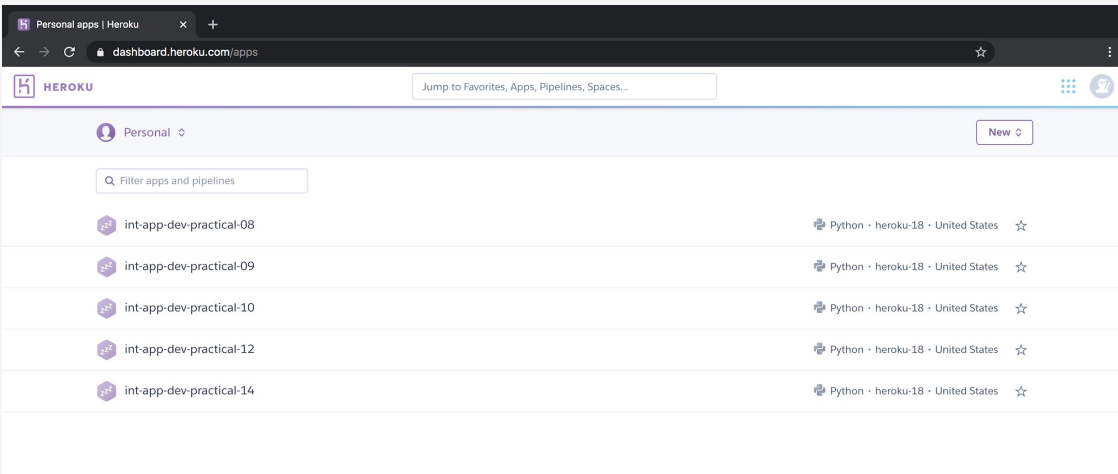 Personal apps | Heroku
dashboard.heroku.com/apps
HEROKU
Jump to Favorites, Apps, Pipelines, Spaces...
Personal
New
Filter apps and pipelines
int-app-dev-practical-08 Python · heroku-18 · United States
int-app-dev-practical-09 Python · heroku-18 · United States
int-app-dev-practical-10 Python · heroku-18 · United States
int-app-dev-practical-12 Python · heroku-18 · United States
int-app-dev-practical-14 Python · heroku-18 · United States